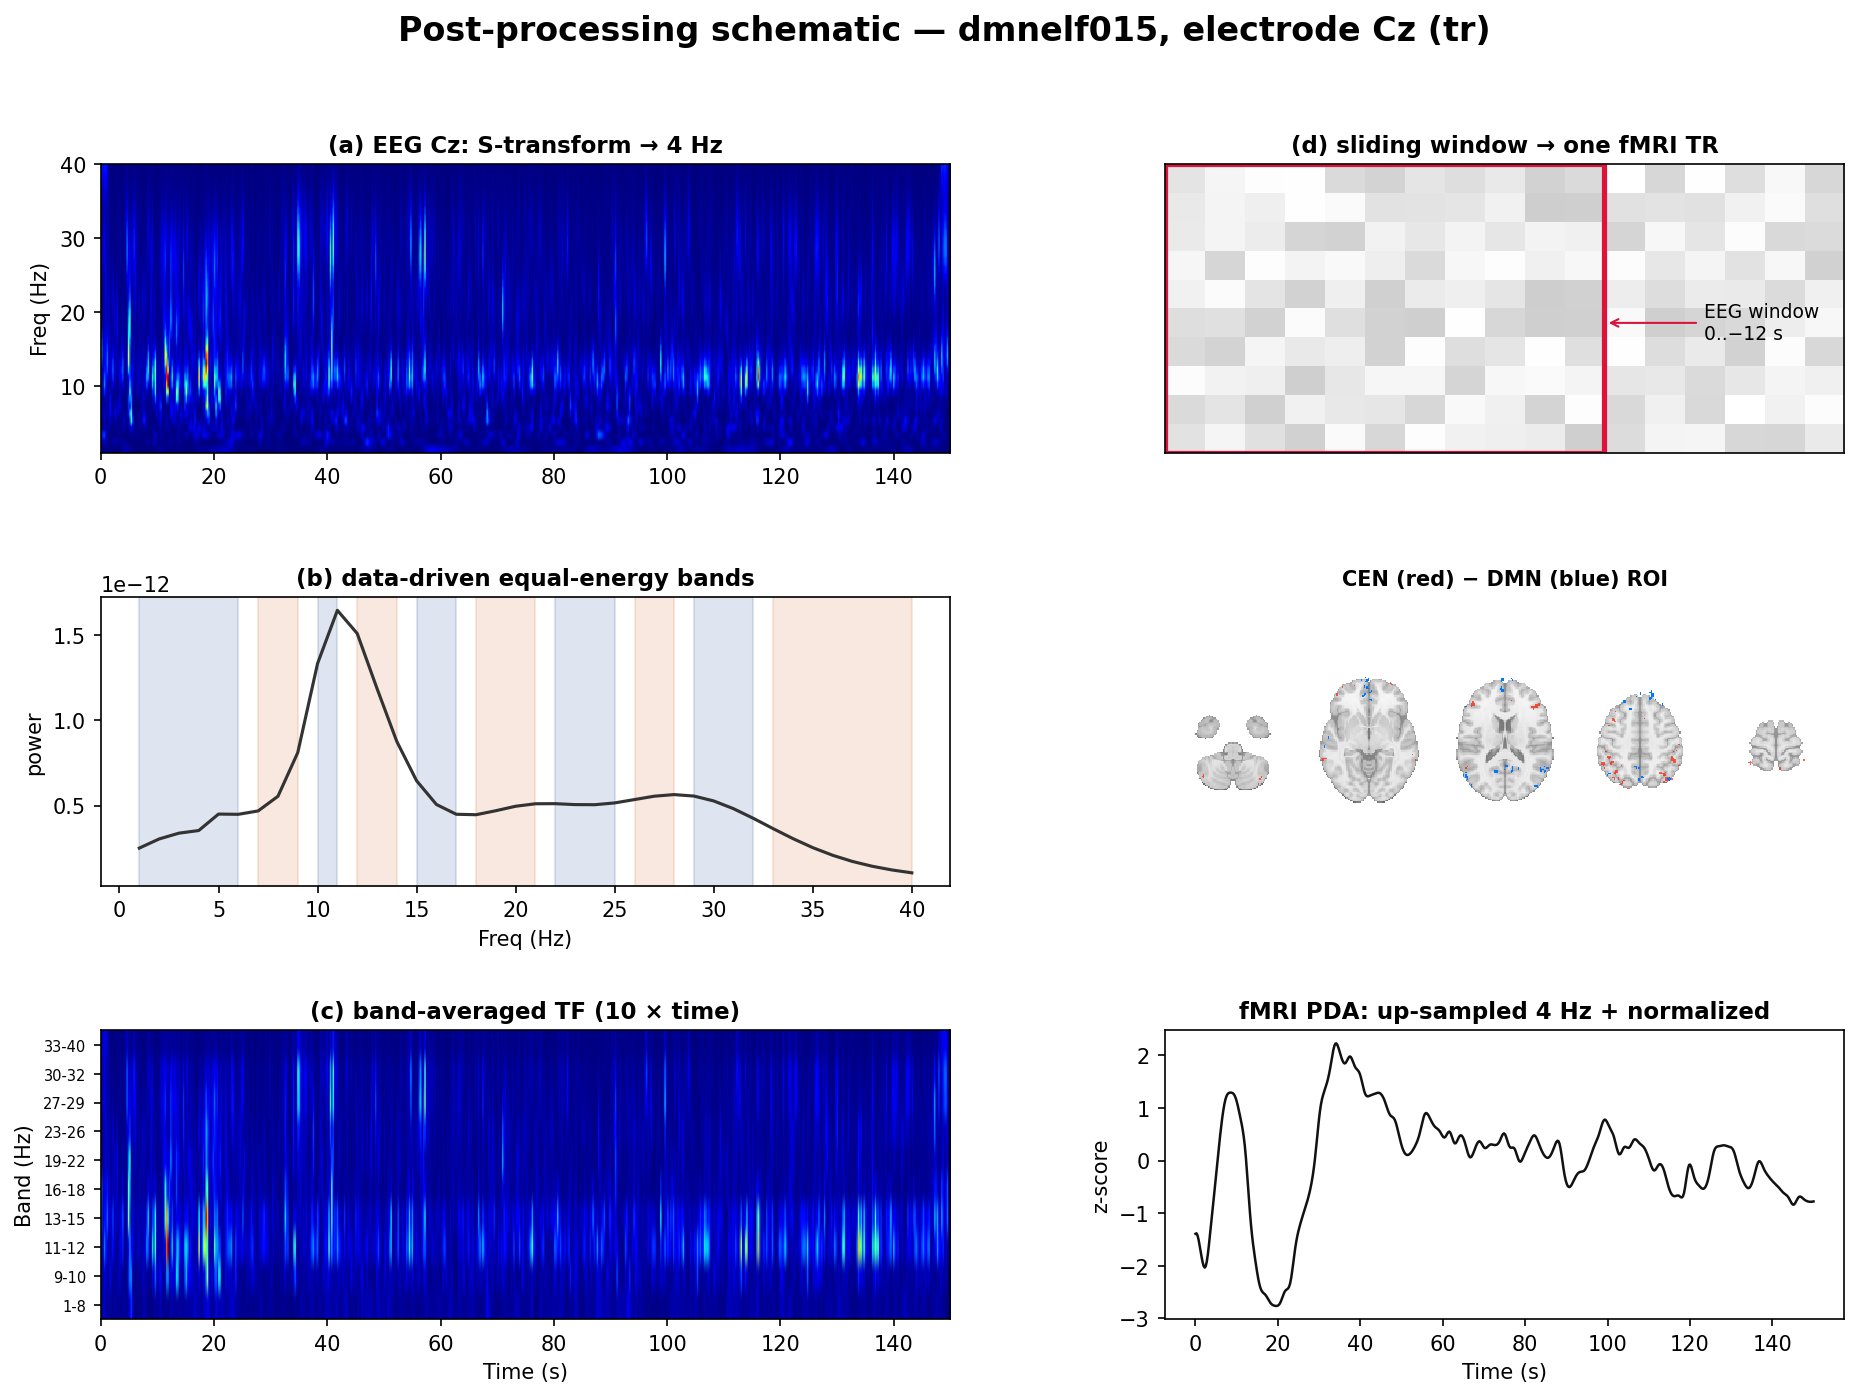 Post-processing schematic — dmnelf015, electrode Cz (tr)
(a) EEG Cz: S-transform → 4 Hz
Freq (Hz)
40
30
20
10
0 20 40 60 80 100 120 140
(d) sliding window → one fMRI TR
EEG window
0..−12 s
(b) data-driven equal-energy bands
1e−12
power
1.5
1.0
0.5
0 5 10 15 20 25 30 35 40
Freq (Hz)
CEN (red) − DMN (blue) ROI
(c) band-averaged TF (10 × time)
Band (Hz)
33-40
30-32
27-29
23-26
19-22
16-18
13-15
11-12
9-10
1-8
0 20 40 60 80 100 120 140
Time (s)
fMRI PDA: up-sampled 4 Hz + normalized
z-score
2
1
0
−1
−2
−3
0 20 40 60 80 100 120 140
Time (s)